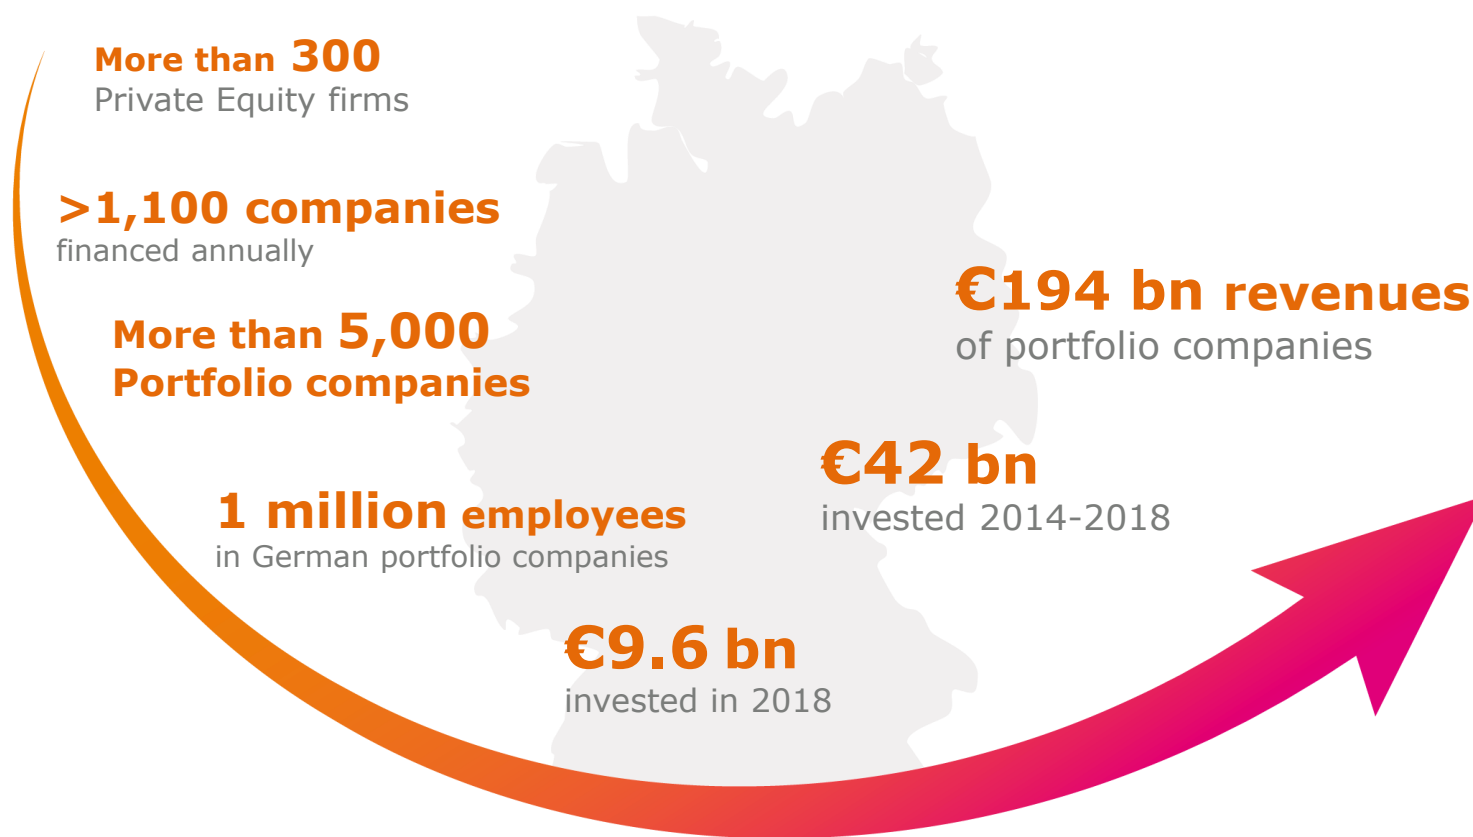 More than 300
Private Equity firms
>1,100 companies
financed annually
More than 5,000
Portfolio companies
1 million employees
in German portfolio companies
€9.6 bn
invested in 2018
€42 bn
invested 2014-2018
€194 bn revenues
of portfolio companies